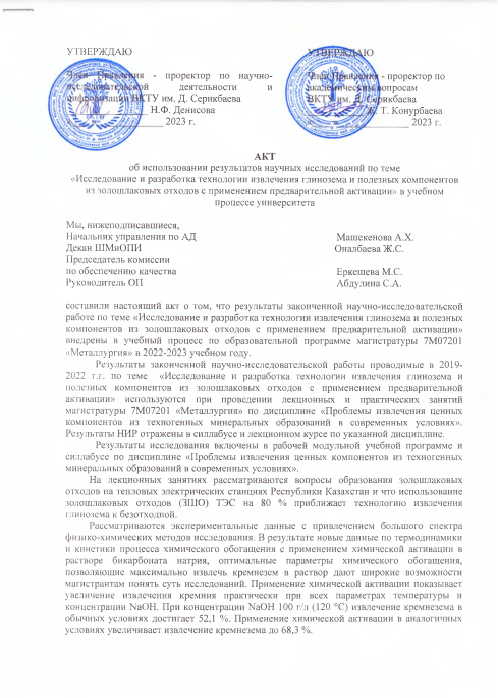 УТВЕРЖДАЮ
УТВЕРЖДАЮ
Член Правления - проректор по научно-
исследовательской деятельности и
цифровизации ВКТУ им. Д. Серикбаева
Н.Ф. Денисова
2023 г.
Член Правления - проректор по
академическим вопросам
ВКТУ им. Д. Серикбаева
Ж. Т. Конурбаева
2023 г.
АКТ
об использовании результатов научных исследований по теме
«Исследование и разработка технологии извлечения глинозема и полезных компонентов
из золошлаковых отходов с применением предварительной активации» в учебном
процессе университета
Мы, нижеподписавшиеся,
Начальник управления по АД Машекенова А.Х.
Декан ШМиОПИ Оналбаева Ж.С.
Председатель комиссии
по обеспечению качества Еркешева М.С.
Руководитель ОП Абдулина С.А.
составили настоящий акт о том, что результаты законченной научно-исследовательской
работе по теме «Исследование и разработка технологии извлечения глинозема и полезных
компонентов из золошлаковых отходов с применением предварительной активации»
внедрены в учебный процесс по образовательной программе магистратуры 7М07201
«Металлургия» в 2022-2023 учебном году.
Результаты законченной научно-исследовательской работы проводимые в 2019-
2022 г.г. по теме «Исследование и разработка технологии извлечения глинозема и
полезных компонентов из золошлаковых отходов с применением предварительной
активации» используются при проведении лекционных и практических занятий
магистратуры 7М07201 «Металлургия» по дисциплине «Проблемы извлечения ценных
компонентов из техногенных минеральных образований в современных условиях».
Результаты НИР отражены в силлабусе и лекционном курсе по указанной дисциплине.
Результаты исследования включены в рабочей модульной учебной программе и
силлабусе по дисциплине «Проблемы извлечения ценных компонентов из техногенных
минеральных образований в современных условиях».
На лекционных занятиях рассматриваются вопросы образования золошлаковых
отходов на тепловых электрических станциях Республики Казахстан и что использование
золошлаковых отходов (ЗШО) ТЭС на 80 % приближает технологию извлечения
глинозема к безотходной.
Рассматриваются экспериментальные данные с привлечением большого спектра
физико-химических методов исследования. В результате новые данные по термодинамики
и кинетики процесса химического обогащения с применением химической активации в
растворе бикарбоната натрия, оптимальные параметры химического обогащения,
позволяющие максимально извлечь кремнезем в раствор дают широкие возможности
магистрантам понять суть исследований. Применение химической активации показывает
увеличение извлечения кремния практически при всех параметрах температуры и
концентрации NaOH. При концентрации NaOH 100 г/л (120 °С) извлечение кремнезема в
обычных условиях достигает 52,1 %. Применение химической активации в аналогичных
условиях увеличивает извлечение кремнезема до 68,3 %.